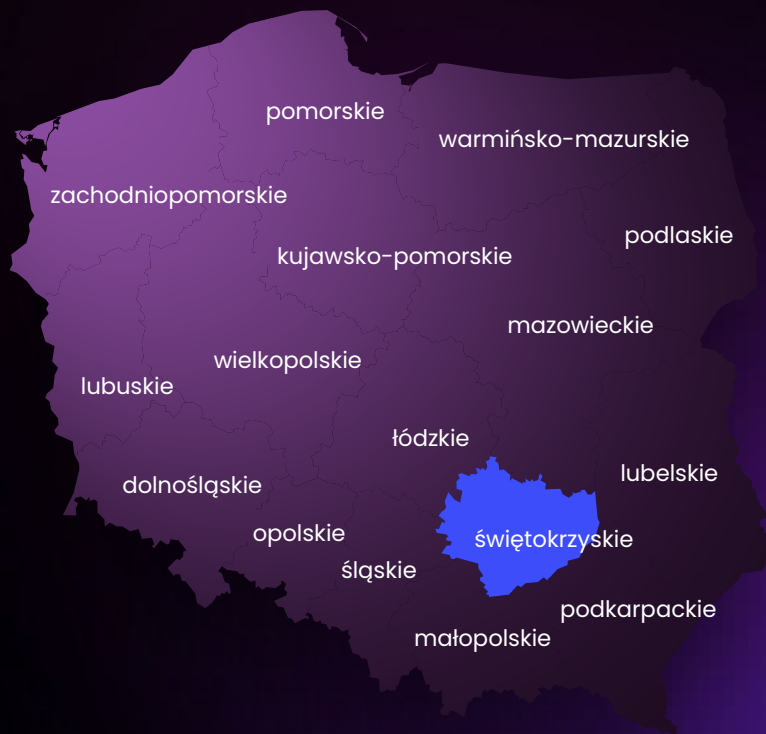 pomorskie
warmińsko-mazurskie
zachodniopomorskie
podlaskie
kujawsko-pomorskie
mazowieckie
wielkopolskie
lubuskie
łódzkie
lubelskie
dolnośląskie
opolskie
świętokrzyskie
śląskie
podkarpackie
małopolskie